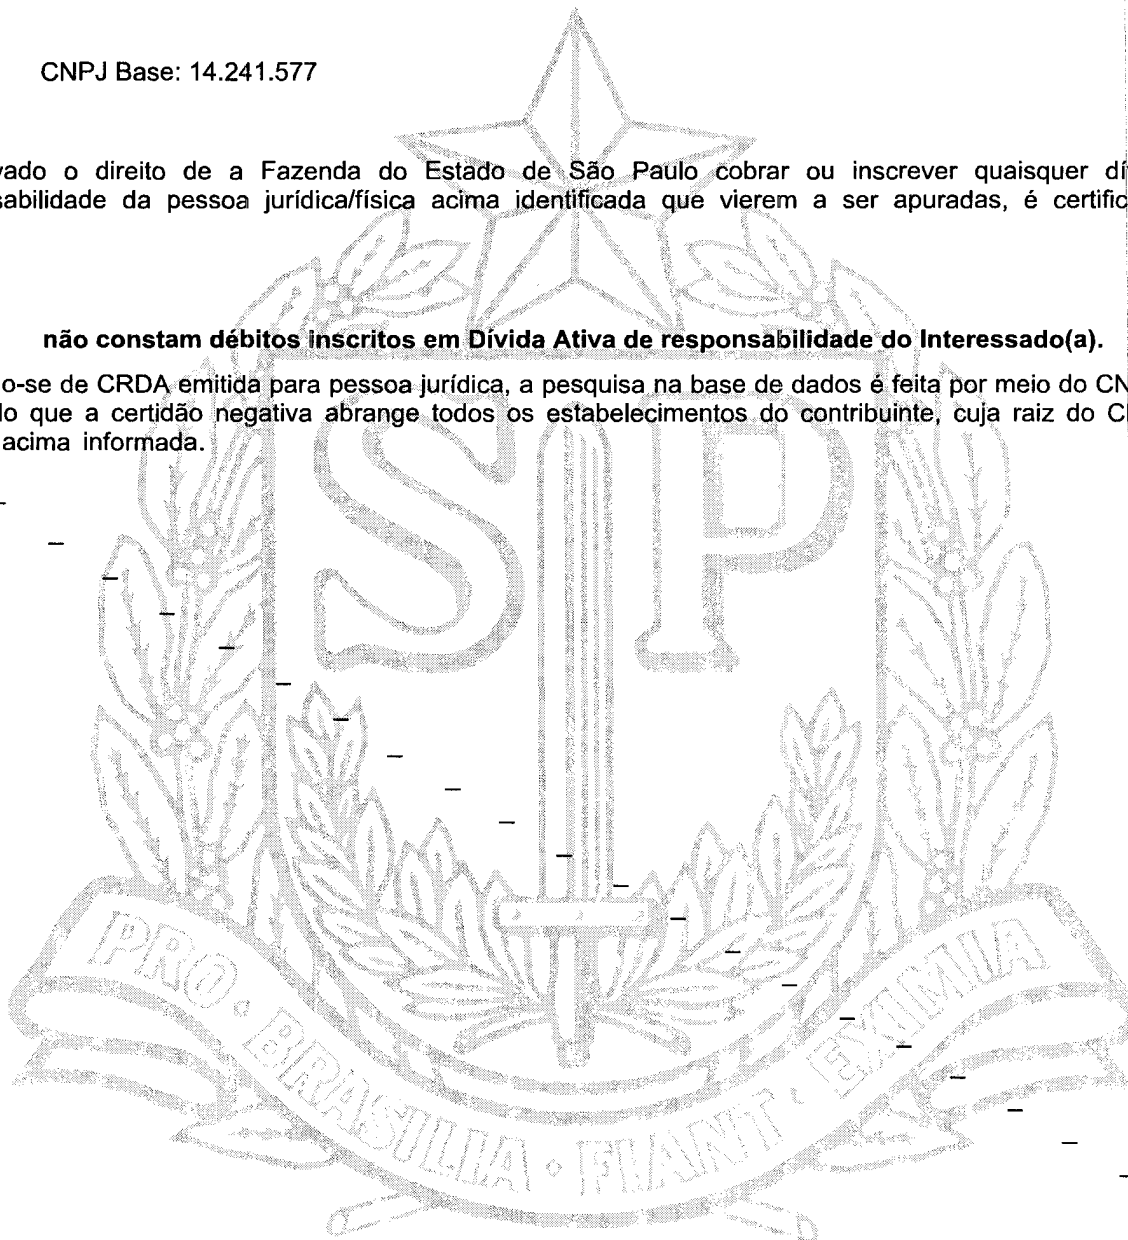 CNPJ Base: 14.241.577
vado o direito de a Fazenda do Estado de São Paulo cobrar ou inscrever quaisquer dí
sabilidade da pessoa jurídica/física acima identificada que vierem a ser apuradas, é certific
não constam débitos inscritos em Dívida Ativa de responsabilidade do Interessado(a).
o-se de CRDA emitida para pessoa jurídica, a pesquisa na base de dados é feita por meio do CN
lo que a certidão negativa abrange todos os estabelecimentos do contribuinte, cuja raiz do C
acima informada.
SP
PRO · BRASILIA · FIANT · EXIMIA